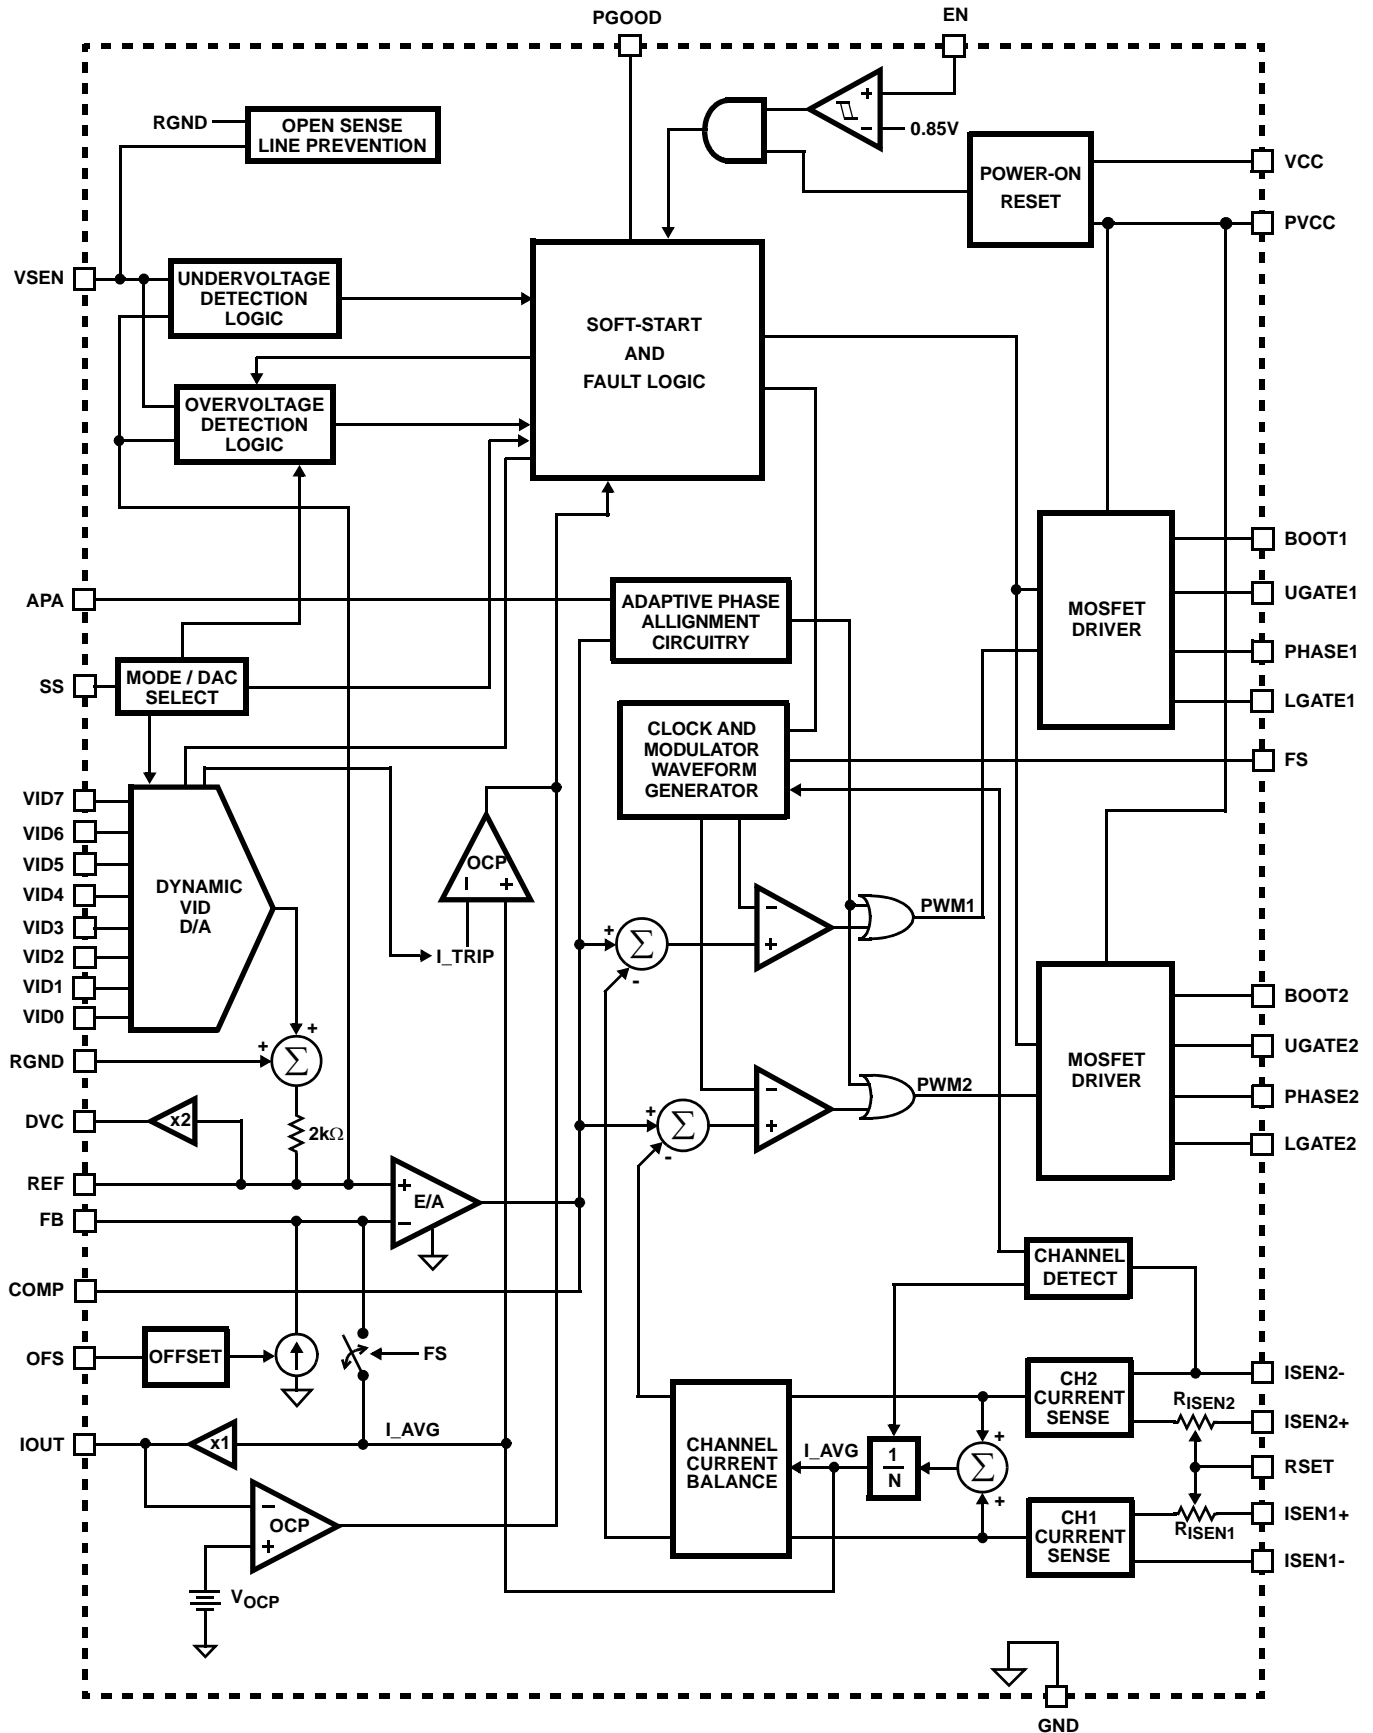 PGOOD
EN
RGND
OPEN SENSE
LINE PREVENTION
+
−
0.85V
POWER-ON
RESET
VCC
PVCC
VSEN
UNDERVOLTAGE
DETECTION
LOGIC
SOFT-START
AND
FAULT LOGIC
OVERVOLTAGE
DETECTION
LOGIC
BOOT1
UGATE1
PHASE1
LGATE1
MOSFET
DRIVER
APA
ADAPTIVE PHASE
ALLIGNMENT
CIRCUITRY
SS
MODE / DAC
SELECT
CLOCK AND
MODULATOR
WAVEFORM
GENERATOR
FS
VID7
VID6
VID5
VID4
VID3
VID2
VID1
VID0
DYNAMIC
VID
D/A
OCP
−
+
I_TRIP
+
Σ
-
−
+
PWM1
RGND
+
+
Σ
+
Σ
-
−
+
PWM2
MOSFET
DRIVER
BOOT2
UGATE2
PHASE2
LGATE2
DVC
x2
2kΩ
REF
FB
+
−
E/A
COMP
CHANNEL
DETECT
OFS
OFFSET
FS
IOUT
x1
I_AVG
CHANNEL
CURRENT
BALANCE
I_AVG
1
N
+
Σ
+
CH2
CURRENT
SENSE
RISEN2
ISEN2-
ISEN2+
RSET
CH1
CURRENT
SENSE
RISEN1
ISEN1+
ISEN1-
−
OCP
+
VOCP
GND